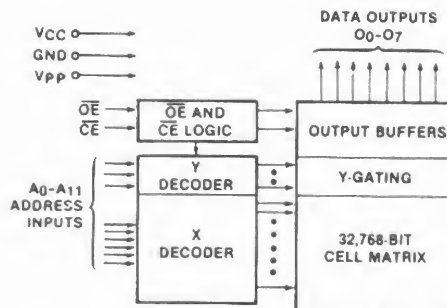 DATA OUTPUTS
O0-O7
VCC
GND
VPP
OE
CE
OE AND
CE LOGIC
OUTPUT BUFFERS
Y
DECODER
Y-GATING
A0-A11
ADDRESS
INPUTS
X
DECODER
32,768-BIT
CELL MATRIX